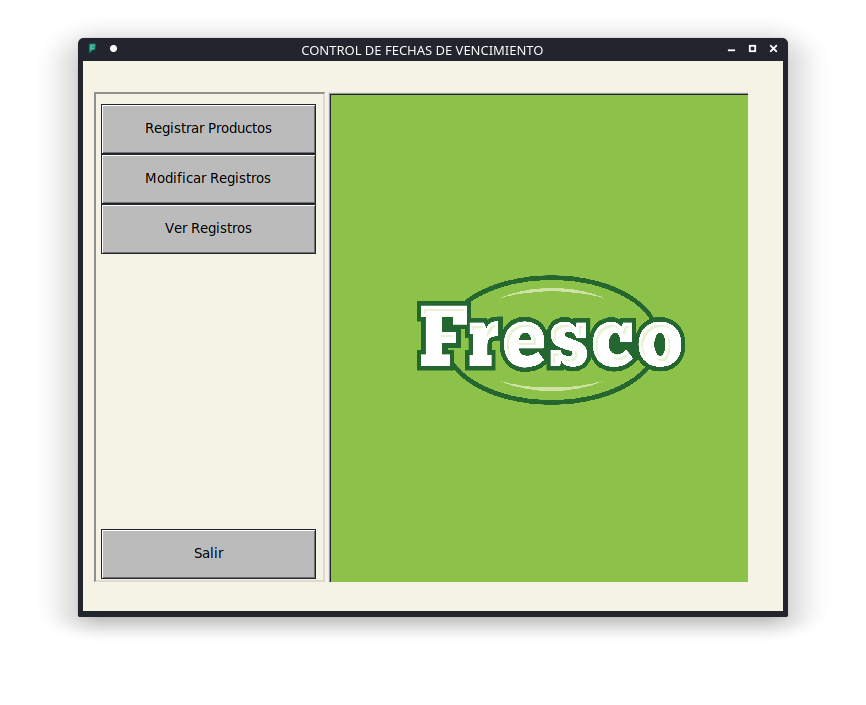 CONTROL DE FECHAS DE VENCIMIENTO
Registrar Productos
Modificar Registros
Ver Registros
Fresco
Salir